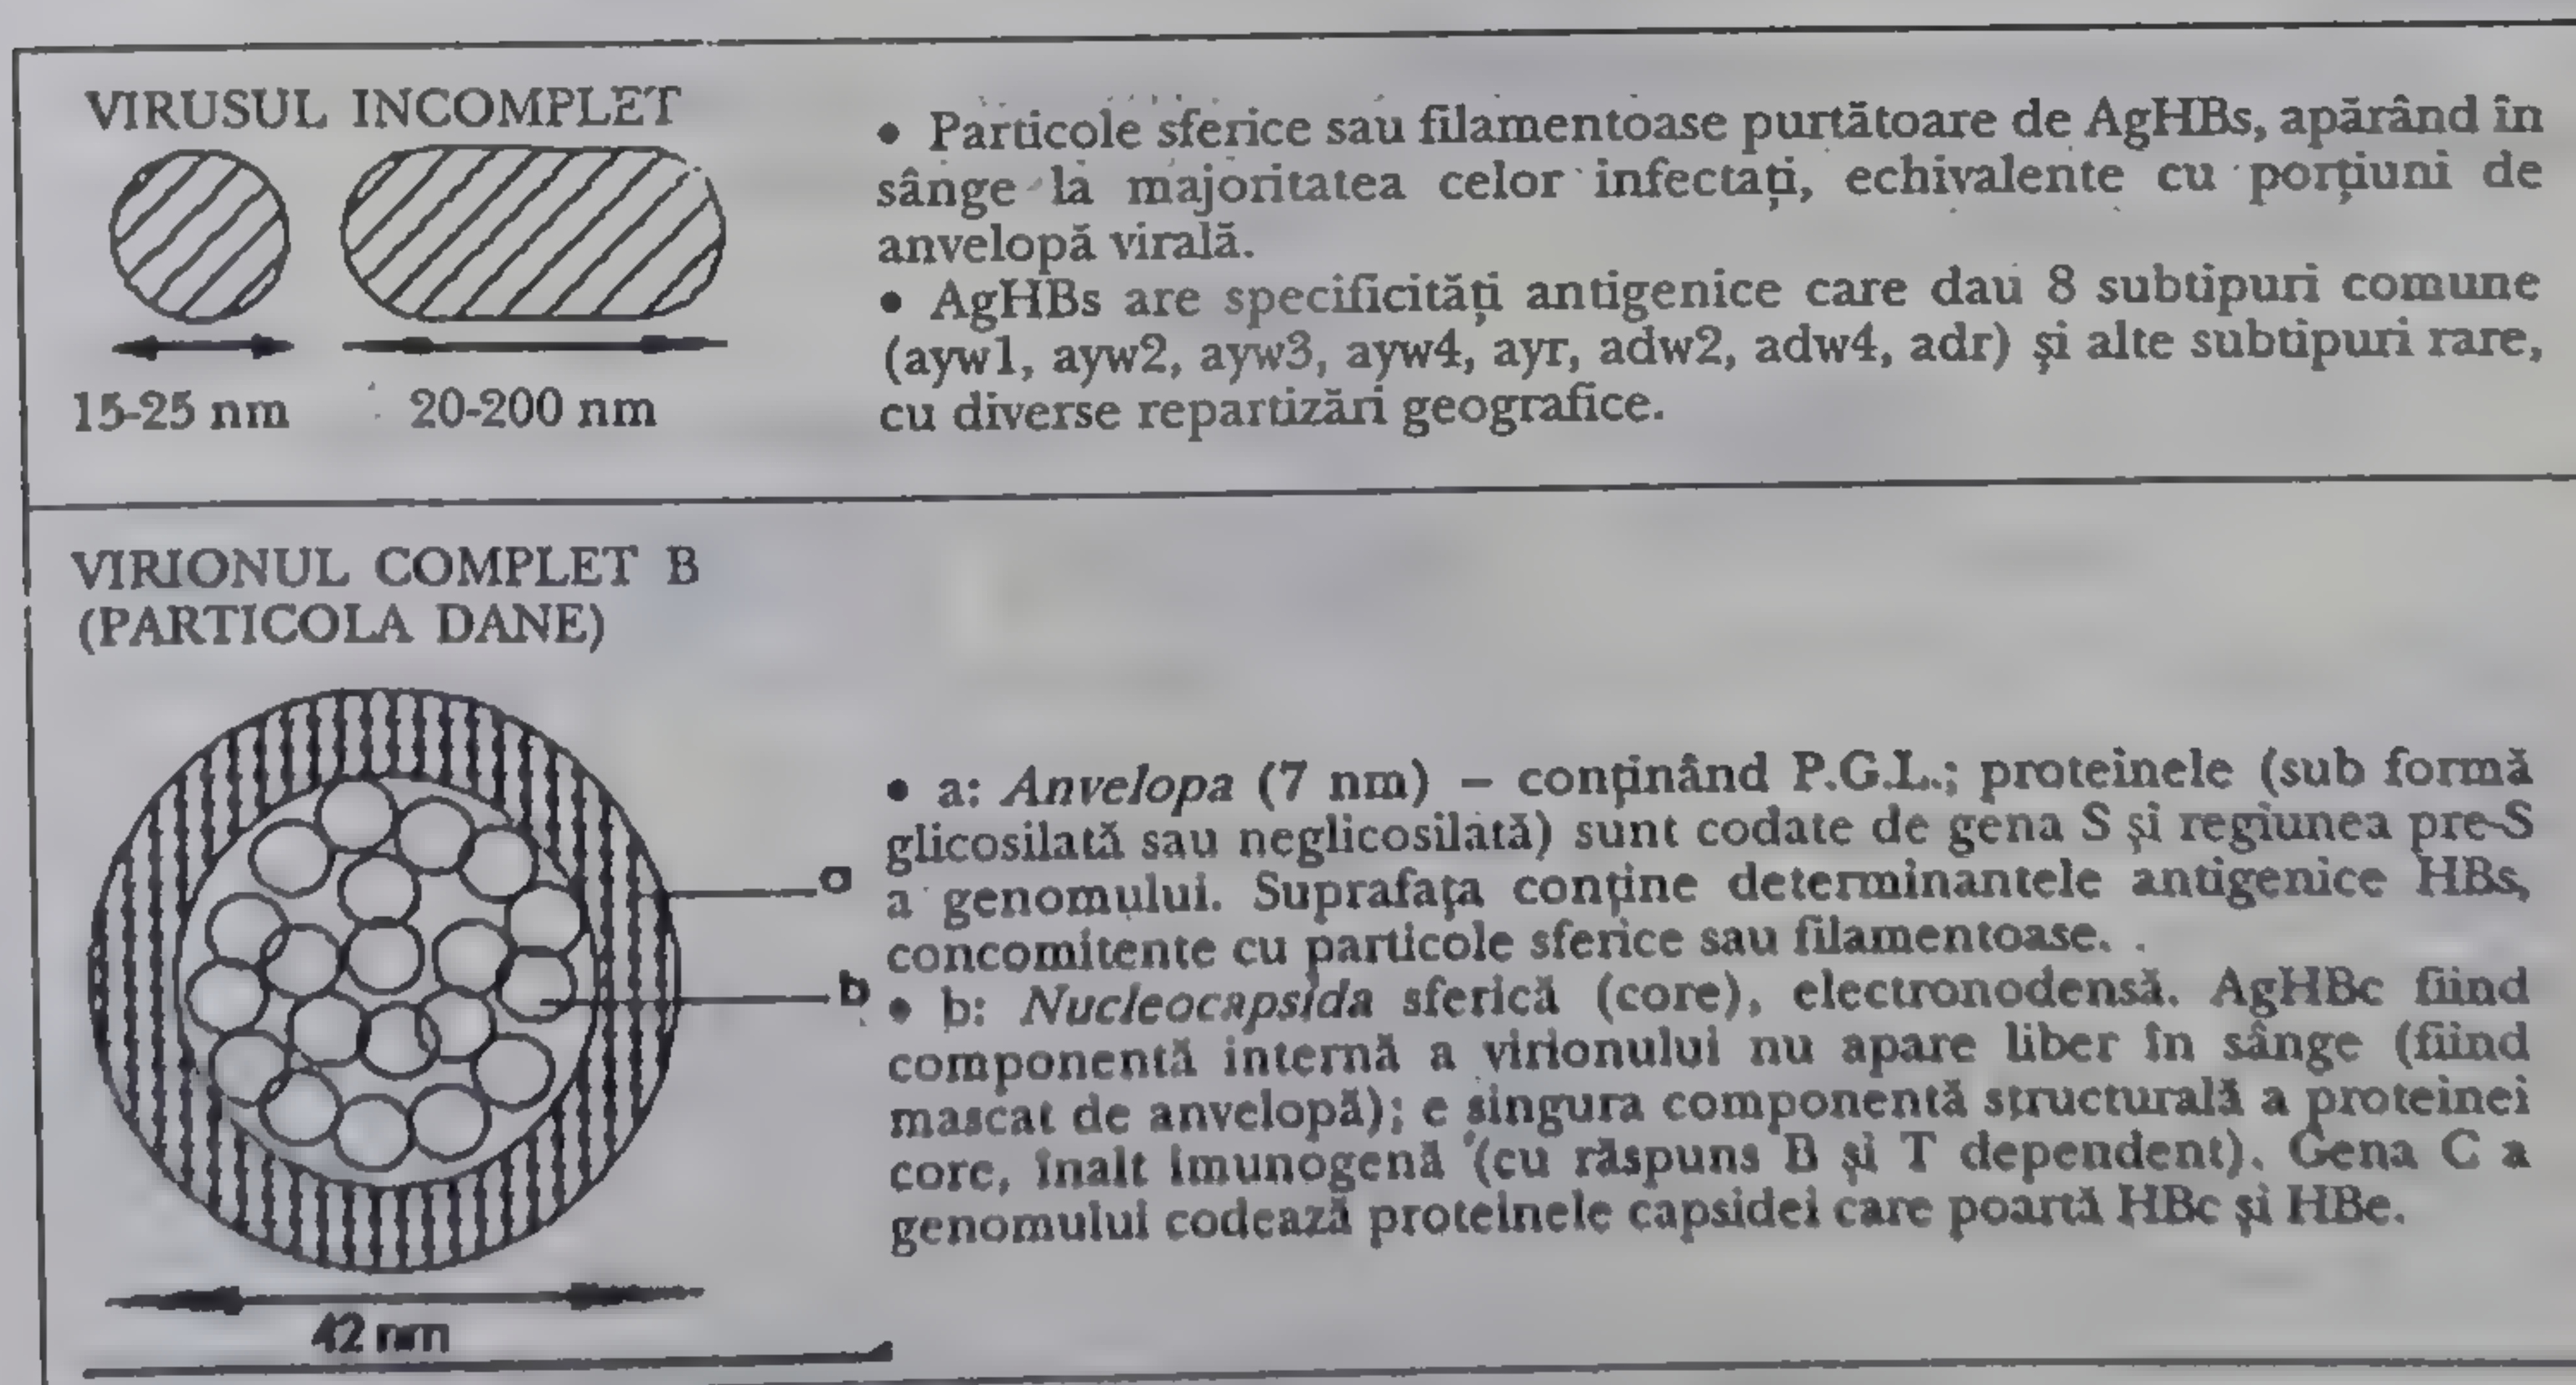 VIRUSUL INCOMPLET
15-25 nm
20-200 nm
• Particole sferice sau filamentoase purtătoare de AgHBs, apărând în
sânge la majoritatea celor infectați, echivalente cu porțiuni de
anvelopă virală.
• AgHBs are specificități antigenice care dau 8 subtipuri comune
(ayw1, ayw2, ayw3, ayw4, ayr, adw2, adw4, adr) și alte subtipuri rare,
cu diverse repartizări geografice.
VIRIONUL COMPLET B
(PARTICOLA DANE)
a
b
42 nm
• a: Anvelopa (7 nm) – conținând P.G.L.; proteinele (sub formă
glicosilată sau neglicosilată) sunt codate de gena S și regiunea pre-S
a genomului. Suprafața conține determinantele antigenice HBs,
concomitente cu particole sferice sau filamentoase.
• b: Nucleocapsida sferică (core), electronodensă. AgHBc fiind
componentă internă a virionului nu apare liber în sânge (fiind
mascat de anvelopă); e singura componentă structurală a proteinei
core, înalt imunogenă (cu răspuns B și T dependent). Gena C a
genomului codează proteinele capsidei care poartă HBc și HBe.